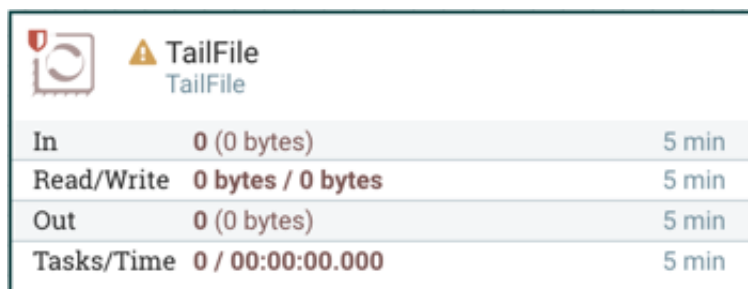 TailFile
TailFile
In 0 (0 bytes) 5 min
Read/Write 0 bytes / 0 bytes 5 min
Out 0 (0 bytes) 5 min
Tasks/Time 0 / 00:00:00.000 5 min